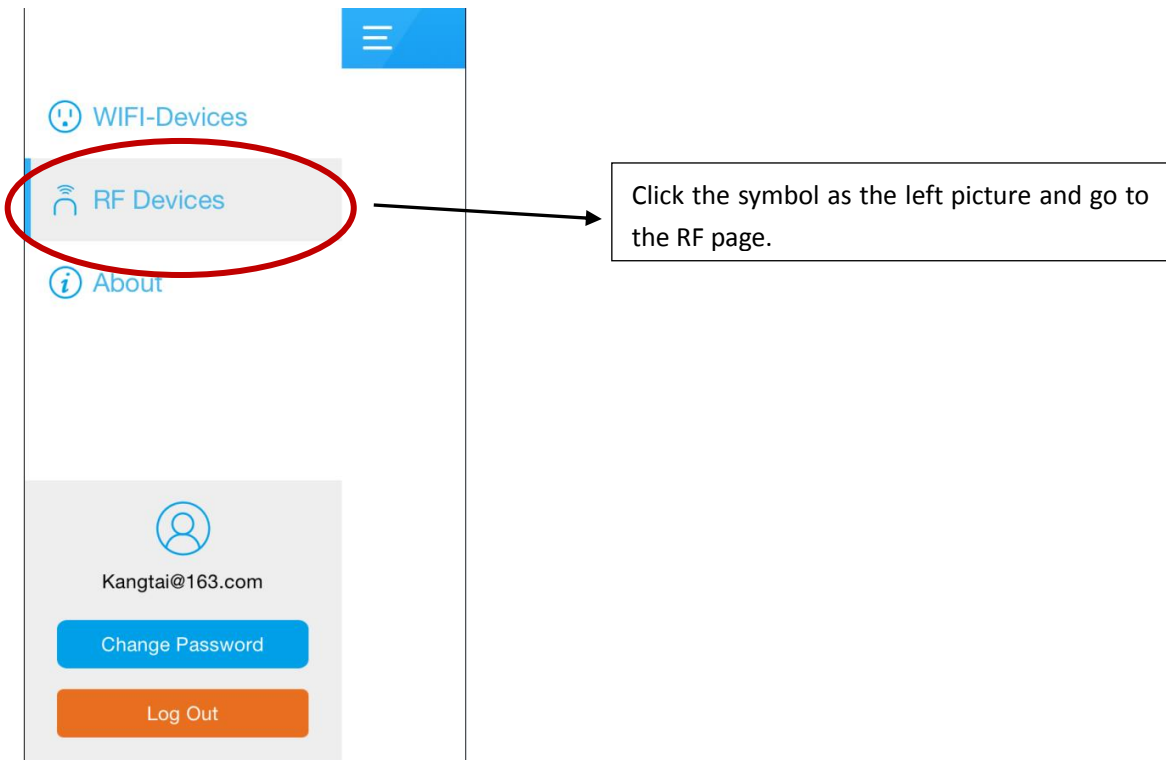 WIFI-Devices
RF Devices
About
Click the symbol as the left picture and go to
the RF page.
Kangtai@163.com
Change Password
Log Out